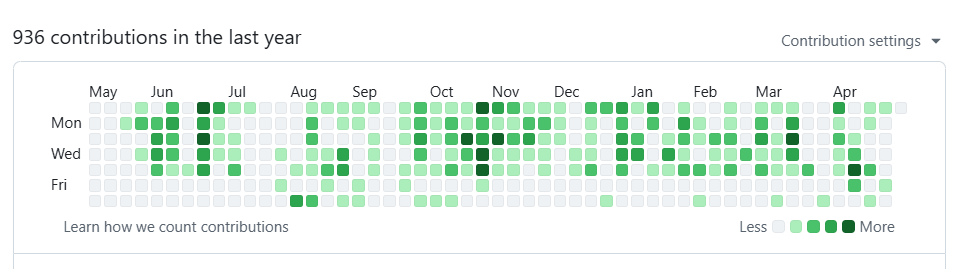 936 contributions in the last year
Contribution settings
May Jun Jul Aug Sep Oct Nov Dec Jan Feb Mar Apr
Mon
Wed
Fri
Learn how we count contributions
Less More